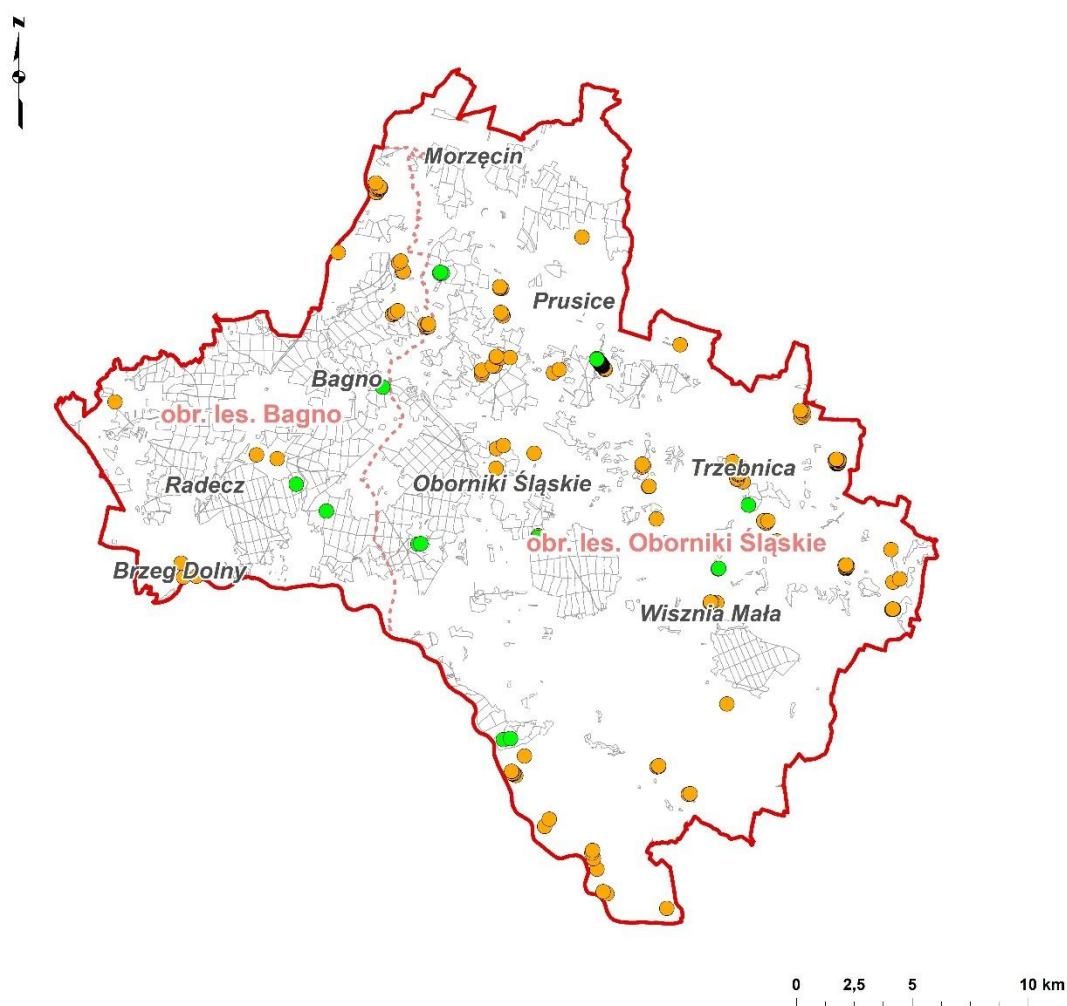 N
Morzęcin
Prusice
Bagno
obr. les. Bagno
Trzebnica
Radecz
Oborniki Śląskie
obr. les. Oborniki Śląskie
Brzeg Dolny
Wisznia Mała
0 2,5 5 10 km